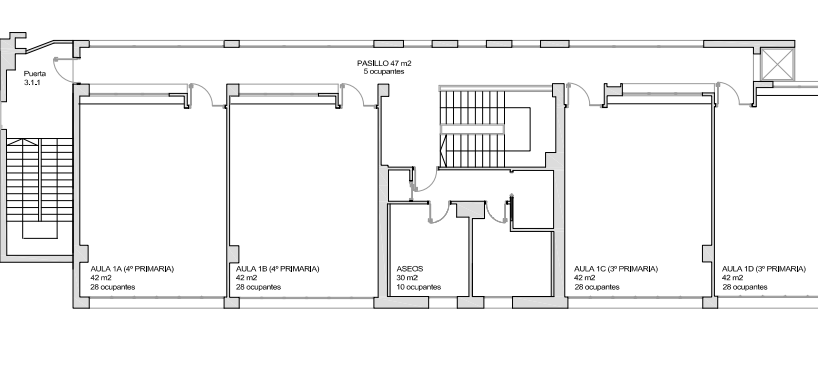 PASILLO 47 m2
5 ocupantes
Puerta
3.1.1
AULA 1A (4º PRIMARIA)
42 m2
28 ocupantes
AULA 1B (4º PRIMARIA)
42 m2
28 ocupantes
ASEOS
30 m2
10 ocupantes
AULA 1C (3º PRIMARIA)
42 m2
28 ocupantes
AULA 1D (3º PRIMARIA)
42 m2
28 ocupantes